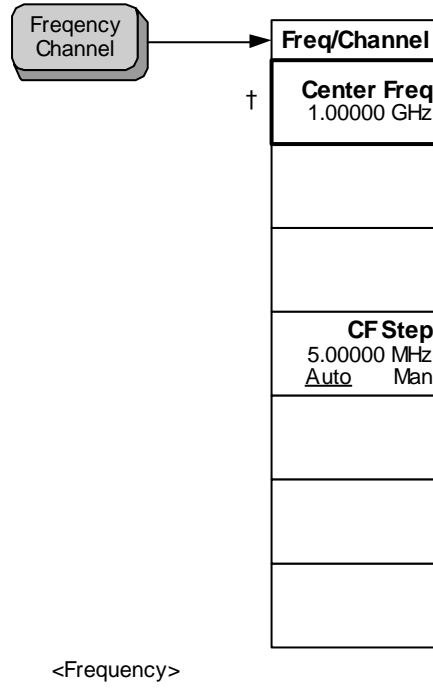 Freqency
Channel
Freq/Channel
†
Center Freq
1.00000 GHz
CF Step
5.00000 MHz
Auto Man
<Frequency>